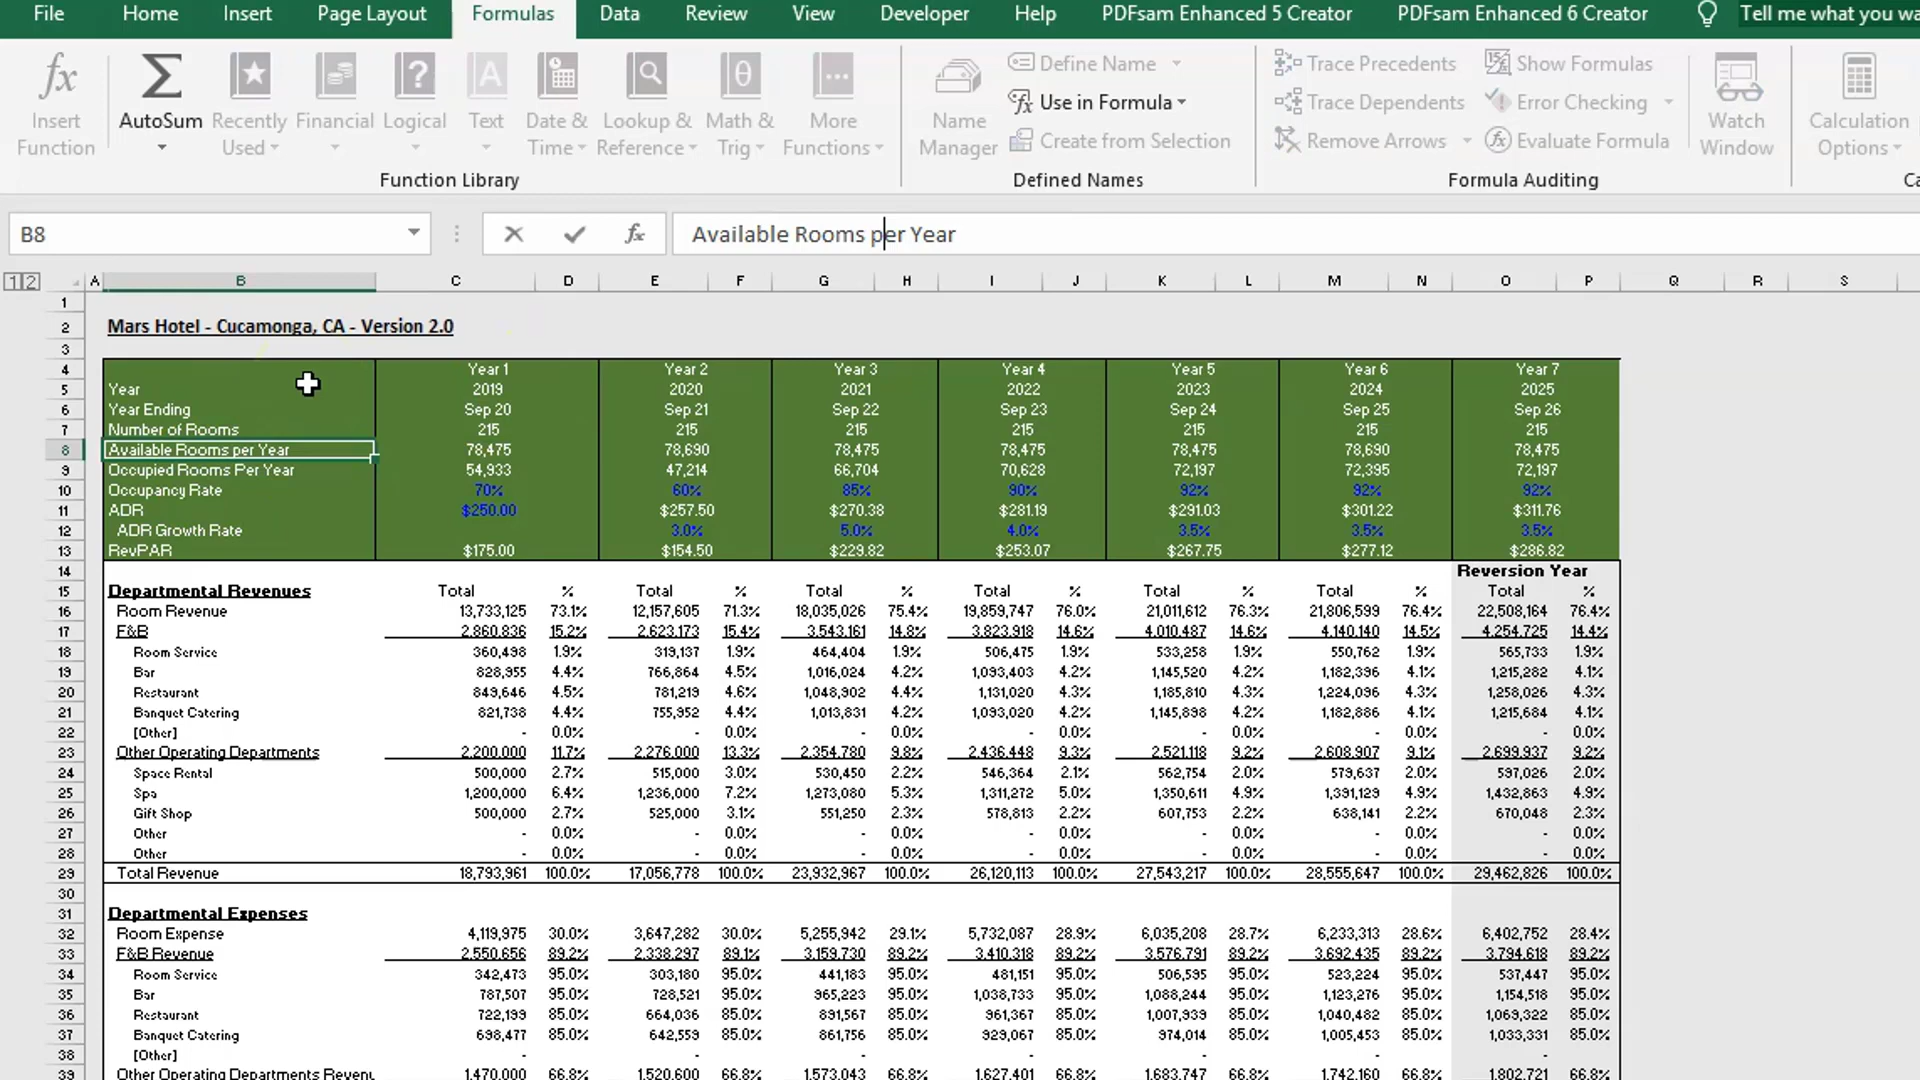 File Home Insert Page Layout Formulas Data Review View Developer Help PDFsam Enhanced 5 Creator PDFsam Enhanced 6 Creator Tell me what you wa
Insert Function AutoSum Recently Used Financial Logical Text Date & Time Lookup & Reference Math & Trig More Functions Name Manager Define Name Use in Formula Create from Selection Trace Precedents Trace Dependents Remove Arrows Show Formulas Error Checking Evaluate Formula Watch Window Calculation Options
Function Library Defined Names Formula Auditing Ca
B8 fx Available Rooms per Year
1 2 A B C D E F G H I J K L M N O P Q R S
1
2 Mars Hotel - Cucamonga, CA - Version 2.0
3
4 Year 1 Year 2 Year 3 Year 4 Year 5 Year 6 Year 7
5 Year 2019 2020 2021 2022 2023 2024 2025
6 Year Ending Sep 20 Sep 21 Sep 22 Sep 23 Sep 24 Sep 25 Sep 26
7 Number of Rooms 215 215 215 215 215 215 215
8 Available Rooms per Year 78,475 78,690 78,475 78,475 78,475 78,690 78,475
9 Occupied Rooms Per Year 54,933 47,214 66,704 70,628 72,197 72,395 72,197
10 Occupancy Rate 70% 60% 85% 90% 92% 92% 92%
11 ADR $250.00 $257.50 $270.38 $281.19 $291.03 $301.22 $311.76
12 ADR Growth Rate 3.0% 5.0% 4.0% 3.5% 3.5% 3.5%
13 RevPAR $175.00 $154.50 $229.82 $253.07 $267.75 $277.12 $286.82
14 Reversion Year
15 Departmental Revenues Total % Total % Total % Total % Total % Total % Total %
16 Room Revenue 13,733,125 73.1% 12,157,605 71.3% 18,035,026 75.4% 19,859,747 76.0% 21,011,612 76.3% 21,806,599 76.4% 22,508,164 76.4%
17 F&B 2,860,836 15.2% 2,623,173 15.4% 3,543,161 14.8% 3,823,918 14.6% 4,010,487 14.6% 4,140,140 14.5% 4,254,725 14.4%
18 Room Service 360,498 1.9% 319,137 1.9% 464,404 1.9% 506,475 1.9% 533,258 1.9% 550,762 1.9% 565,733 1.9%
19 Bar 828,955 4.4% 766,864 4.5% 1,016,024 4.2% 1,093,403 4.2% 1,145,520 4.2% 1,182,396 4.1% 1,215,282 4.1%
20 Restaurant 849,646 4.5% 781,219 4.6% 1,048,902 4.4% 1,131,020 4.3% 1,185,810 4.3% 1,224,096 4.3% 1,258,026 4.3%
21 Banquet Catering 821,738 4.4% 755,952 4.4% 1,013,831 4.2% 1,093,020 4.2% 1,145,898 4.2% 1,182,886 4.1% 1,215,684 4.1%
22 [Other] - 0.0% - 0.0% - 0.0% - 0.0% - 0.0% - 0.0% - 0.0%
23 Other Operating Departments 2,200,000 11.7% 2,276,000 13.3% 2,354,780 9.8% 2,436,448 9.3% 2,521,118 9.2% 2,608,907 9.1% 2,699,937 9.2%
24 Space Rental 500,000 2.7% 515,000 3.0% 530,450 2.2% 546,364 2.1% 562,754 2.0% 579,637 2.0% 597,026 2.0%
25 Spa 1,200,000 6.4% 1,236,000 7.2% 1,273,080 5.3% 1,311,272 5.0% 1,350,611 4.9% 1,391,129 4.9% 1,432,863 4.9%
26 Gift Shop 500,000 2.7% 525,000 3.1% 551,250 2.3% 578,813 2.2% 607,753 2.2% 638,141 2.2% 670,048 2.3%
27 Other - 0.0% - 0.0% - 0.0% - 0.0% - 0.0% - 0.0% - 0.0%
28 Other - 0.0% - 0.0% - 0.0% - 0.0% - 0.0% - 0.0% - 0.0%
29 Total Revenue 18,793,961 100.0% 17,056,778 100.0% 23,932,967 100.0% 26,120,113 100.0% 27,543,217 100.0% 28,555,647 100.0% 29,462,826 100.0%
30
31 Departmental Expenses
32 Room Expense 4,119,975 30.0% 3,647,282 30.0% 5,255,942 29.1% 5,732,087 28.9% 6,035,208 28.7% 6,233,313 28.6% 6,402,752 28.4%
33 F&B Revenue 2,550,656 89.2% 2,338,297 89.1% 3,159,730 89.2% 3,410,318 89.2% 3,576,791 89.2% 3,692,435 89.2% 3,794,618 89.2%
34 Room Service 342,473 95.0% 303,180 95.0% 441,183 95.0% 481,151 95.0% 506,595 95.0% 523,224 95.0% 537,447 95.0%
35 Bar 787,507 95.0% 728,521 95.0% 965,223 95.0% 1,038,733 95.0% 1,088,244 95.0% 1,123,276 95.0% 1,154,518 95.0%
36 Restaurant 722,199 85.0% 664,036 85.0% 891,567 85.0% 961,367 85.0% 1,007,939 85.0% 1,040,482 85.0% 1,069,322 85.0%
37 Banquet Catering 698,477 85.0% 642,559 85.0% 861,756 85.0% 929,067 85.0% 974,014 85.0% 1,005,453 85.0% 1,033,331 85.0%
38 [Other] - - - - - - -
39 Other Operating Departments Revenu 1,470,000 66.8% 1,520,600 66.8% 1,573,043 66.8% 1,627,401 66.8% 1,683,747 66.8% 1,742,160 66.8% 1,802,721 66.8%